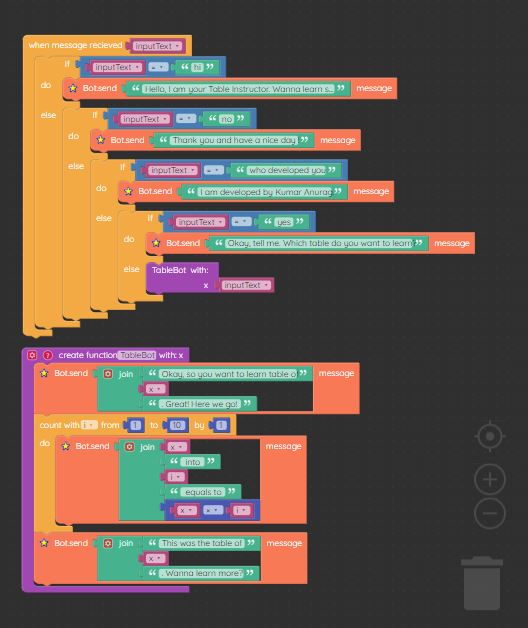 when message recieved inputText
if inputText = “ hi ”
do Bot.send “ Hello, I am your Table Instructor. Wanna learn s... ” message
else if inputText = “ no ”
do Bot.send “ Thank you and have a nice day ” message
else if inputText = “ who developed you ”
do Bot.send “ I am developed by Kumar Anurag ” message
else if inputText = “ yes ”
do Bot.send “ Okay, tell me. Which table do you want to learn ” message
else TableBot with:
x inputText
? create function TableBot with: x
Bot.send join “ Okay, so you want to learn table o message
x
“ . Great! Here we go! ”
count with i from 1 to 10 by 1
do Bot.send join x message
“ into ”
i
“ equals to ”
x × i
Bot.send join “ This was the table of ” message
x
“ . Wanna learn more? ”